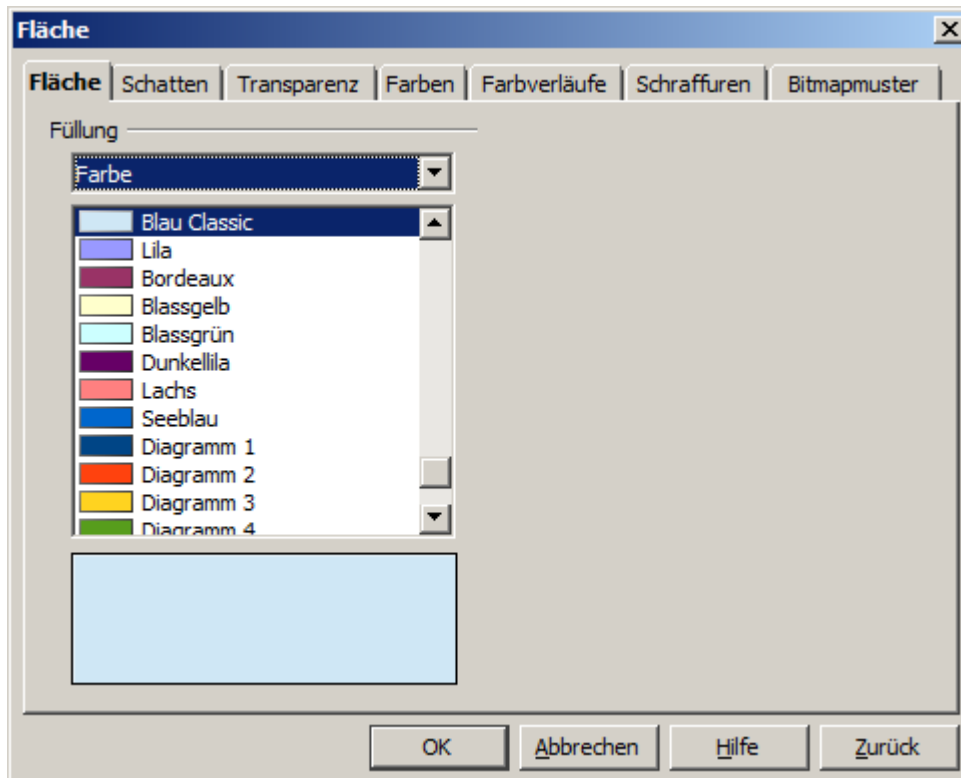 Fläche
Fläche Schatten Transparenz Farben Farbverläufe Schraffuren Bitmapmuster
Füllung
Farbe
Blau Classic
Lila
Bordeaux
Blassgelb
Blassgrün
Dunkellila
Lachs
Seeblau
Diagramm 1
Diagramm 2
Diagramm 3
Diagramm 4
OK Abbrechen Hilfe Zurück